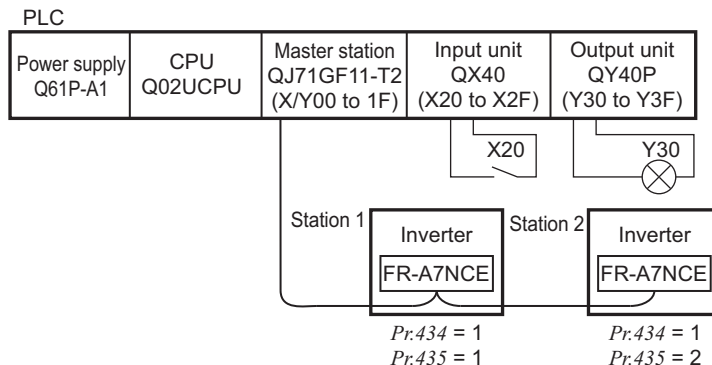 PLC
Power supply
Q61P-A1
CPU
Q02UCPU
Master station
QJ71GF11-T2
(X/Y00 to 1F)
Input unit
QX40
(X20 to X2F)
Output unit
QY40P
(Y30 to Y3F)
X20
Y30
Station 1
Inverter
FR-A7NCE
Pr.434 = 1
Pr.435 = 1
Station 2
Inverter
FR-A7NCE
Pr.434 = 1
Pr.435 = 2